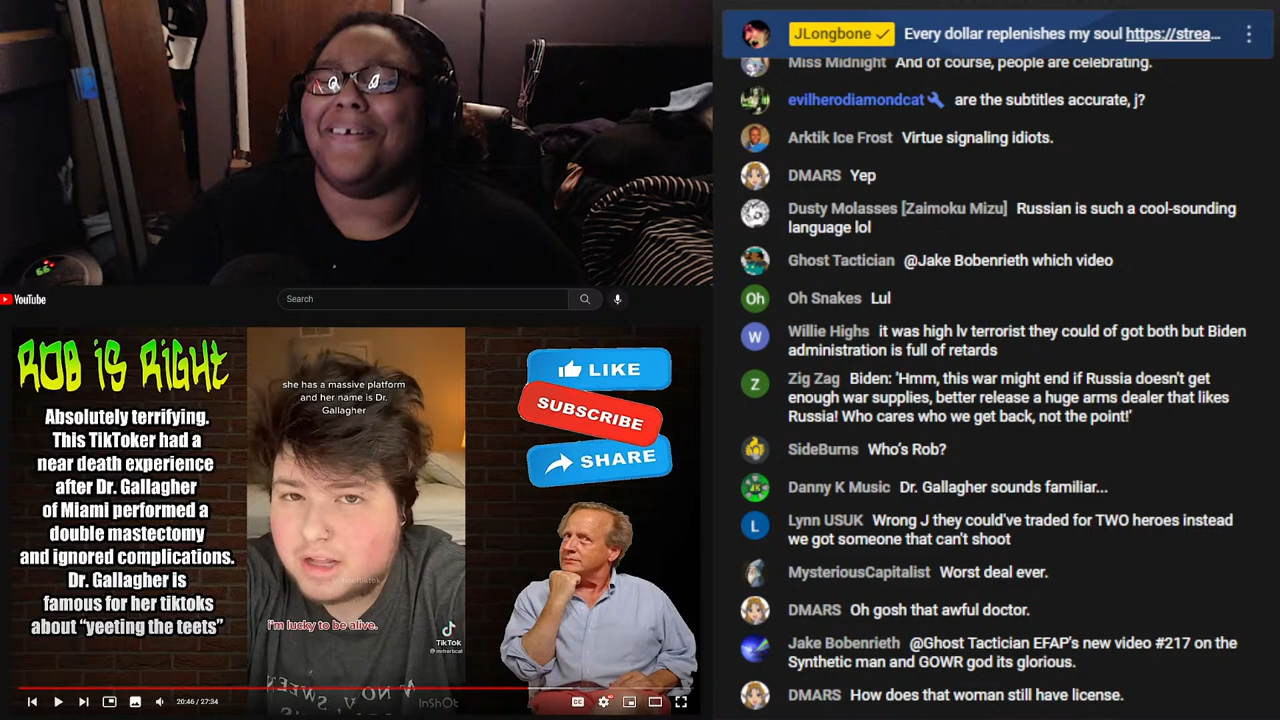 JLongbone Every dollar replenishes my soul https://strea...
Miss Midnight And of course, people are celebrating.
evilherodiamondcat are the subtitles accurate, j?
Arktik Ice Frost Virtue signaling idiots.
DMARS Yep
Dusty Molasses [Zaimoku Mizu] Russian is such a cool-sounding
language lol
Ghost Tactician @Jake Bobenrieth which video
Oh Oh Snakes Lul
W Willie Highs it was high lv terrorist they could of got both but Biden
administration is full of retards
Z Zig Zag Biden: 'Hmm, this war might end if Russia doesn't get
enough war supplies, better release a huge arms dealer that likes
Russia! Who cares who we get back, not the point!'
SideBurns Who's Rob?
Danny K Music Dr. Gallagher sounds familiar...
L Lynn USUK Wrong J they could've traded for TWO heroes instead
we got someone that can't shoot
MysteriousCapitalist Worst deal ever.
DMARS Oh gosh that awful doctor.
Jake Bobenrieth @Ghost Tactician EFAP's new video #217 on the
Synthetic man and GOWR god its glorious.
DMARS How does that woman still have license.
YouTube
Search
ROB IS RIGHT
Absolutely terrifying.
This TikToker had a
near death experience
after Dr. Gallagher
of Miami performed a
double mastectomy
and ignored complications.
Dr. Gallagher is
famous for her tiktoks
about “yeeting the teets”
she has a massive platform
and her name is Dr.
Gallagher
i'm lucky to be alive.
TikTok
InShOt
LIKE
SUBSCRIBE
SHARE
20:46 / 27:34